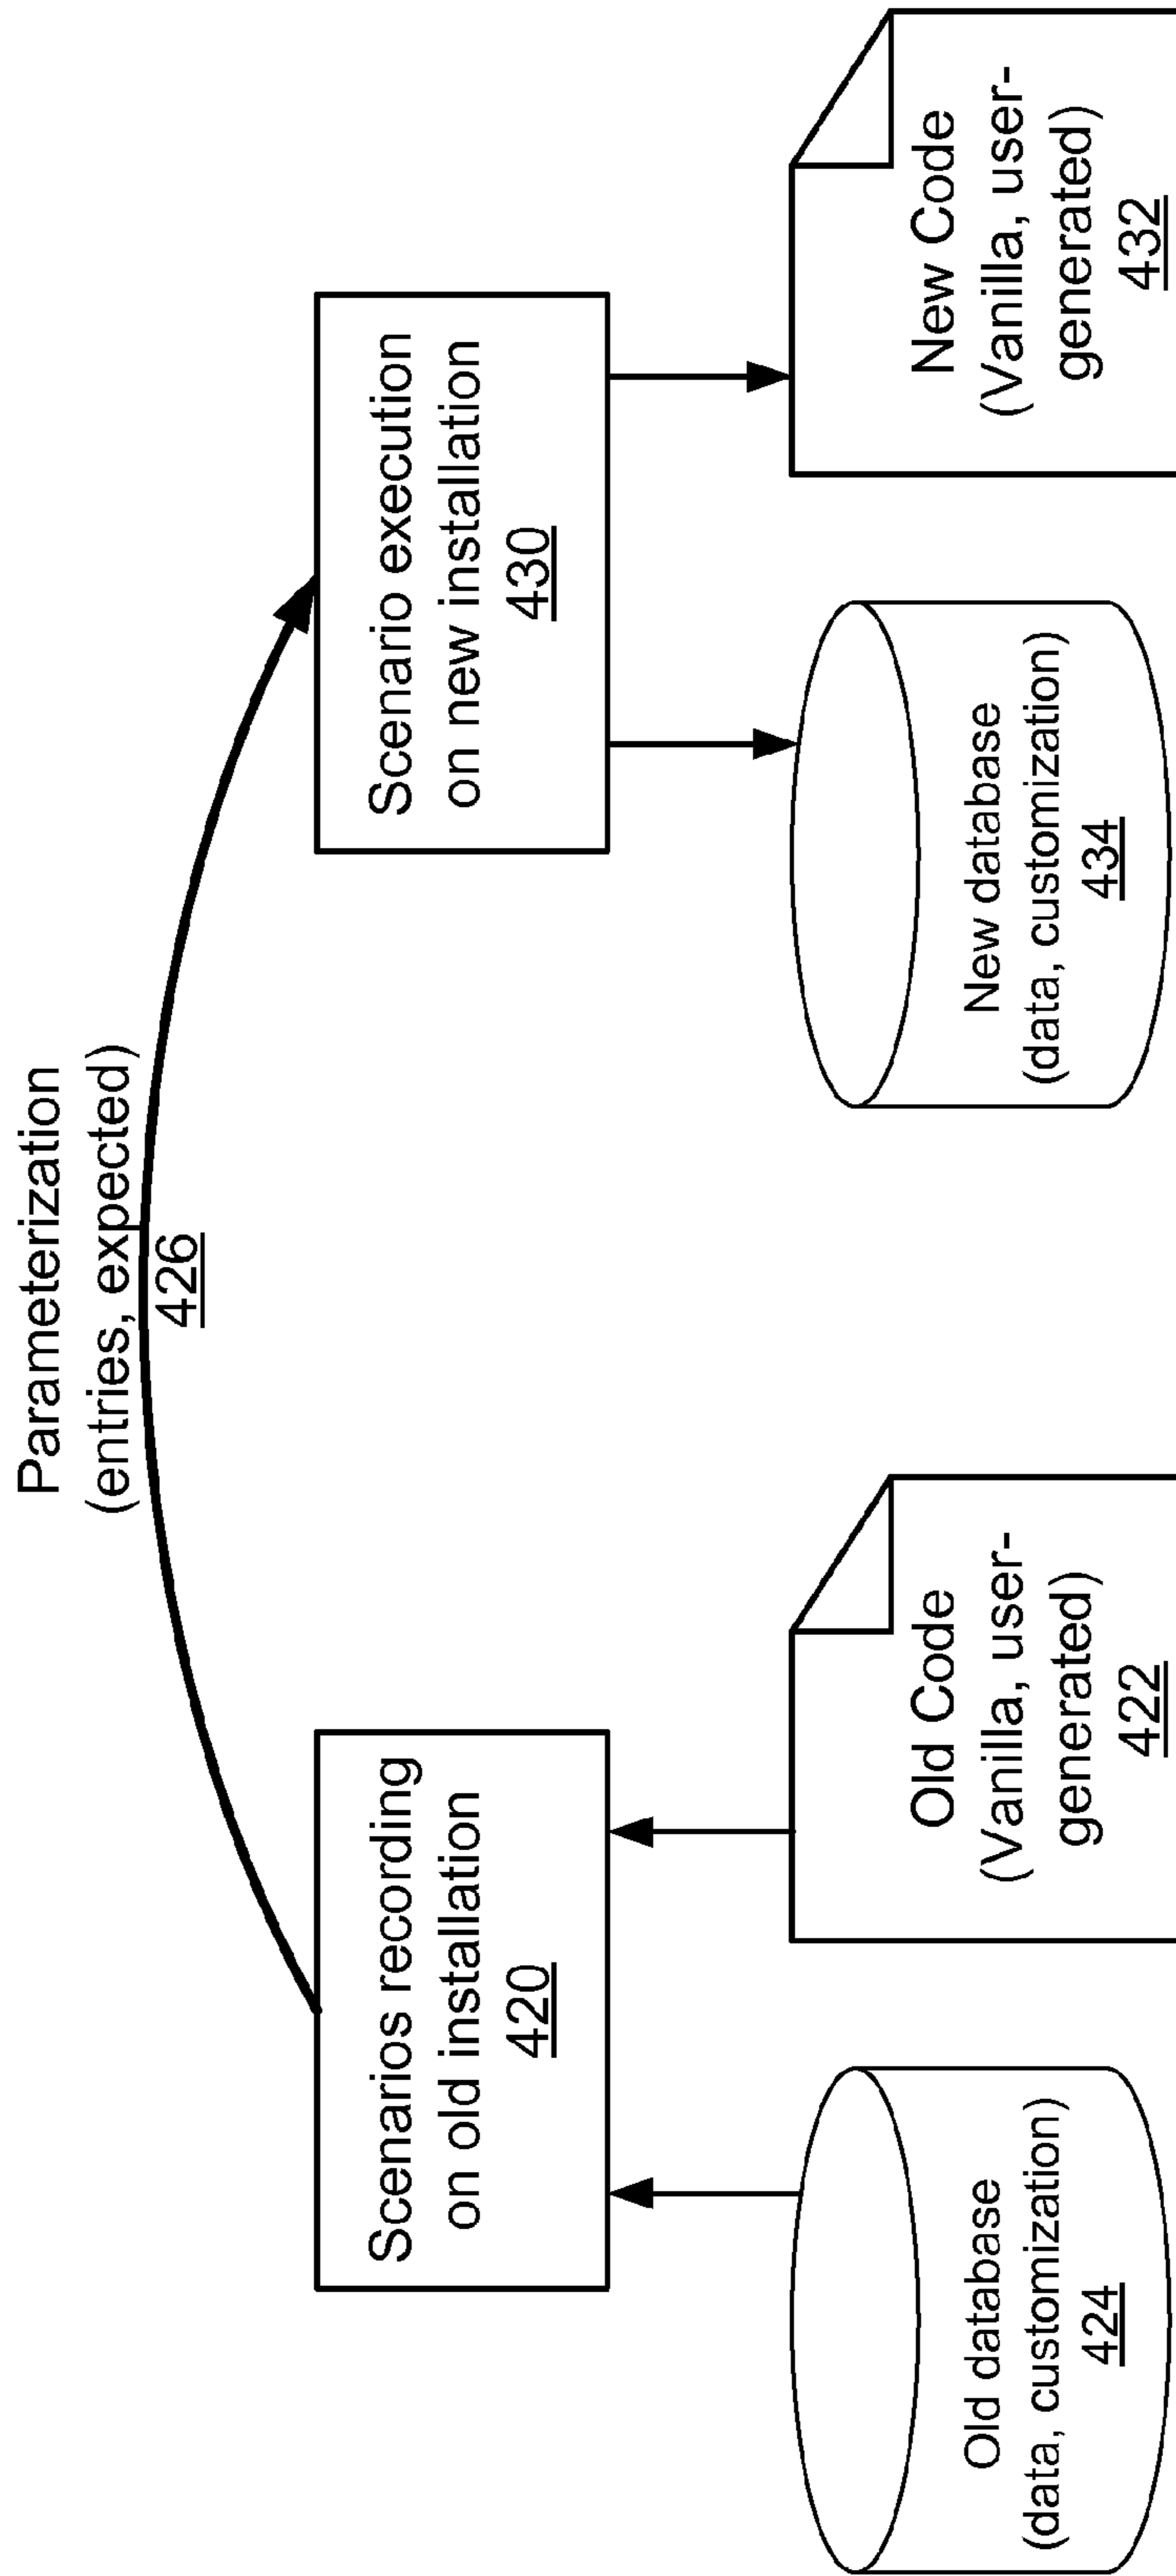 Parameterization
(entries, expected)
426
Scenarios recording
on old installation
420
Scenario execution
on new installation
430
Old database
(data, customization)
424
Old Code
(Vanilla, user-
generated)
422
New database
(data, customization)
434
New Code
(Vanilla, user-
generated)
432